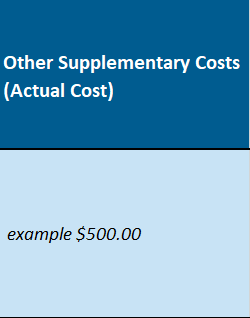 Other Supplementary Costs
(Actual Cost)
example $500.00